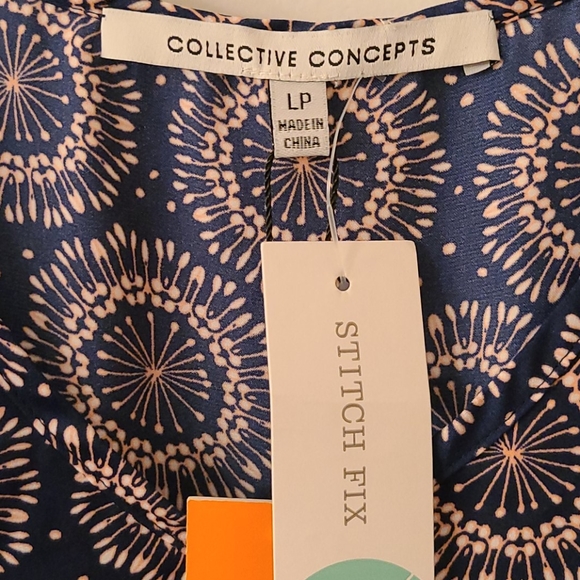 COLLECTIVE CONCEPTS
LP
MADE IN
CHINA
STITCH FIX